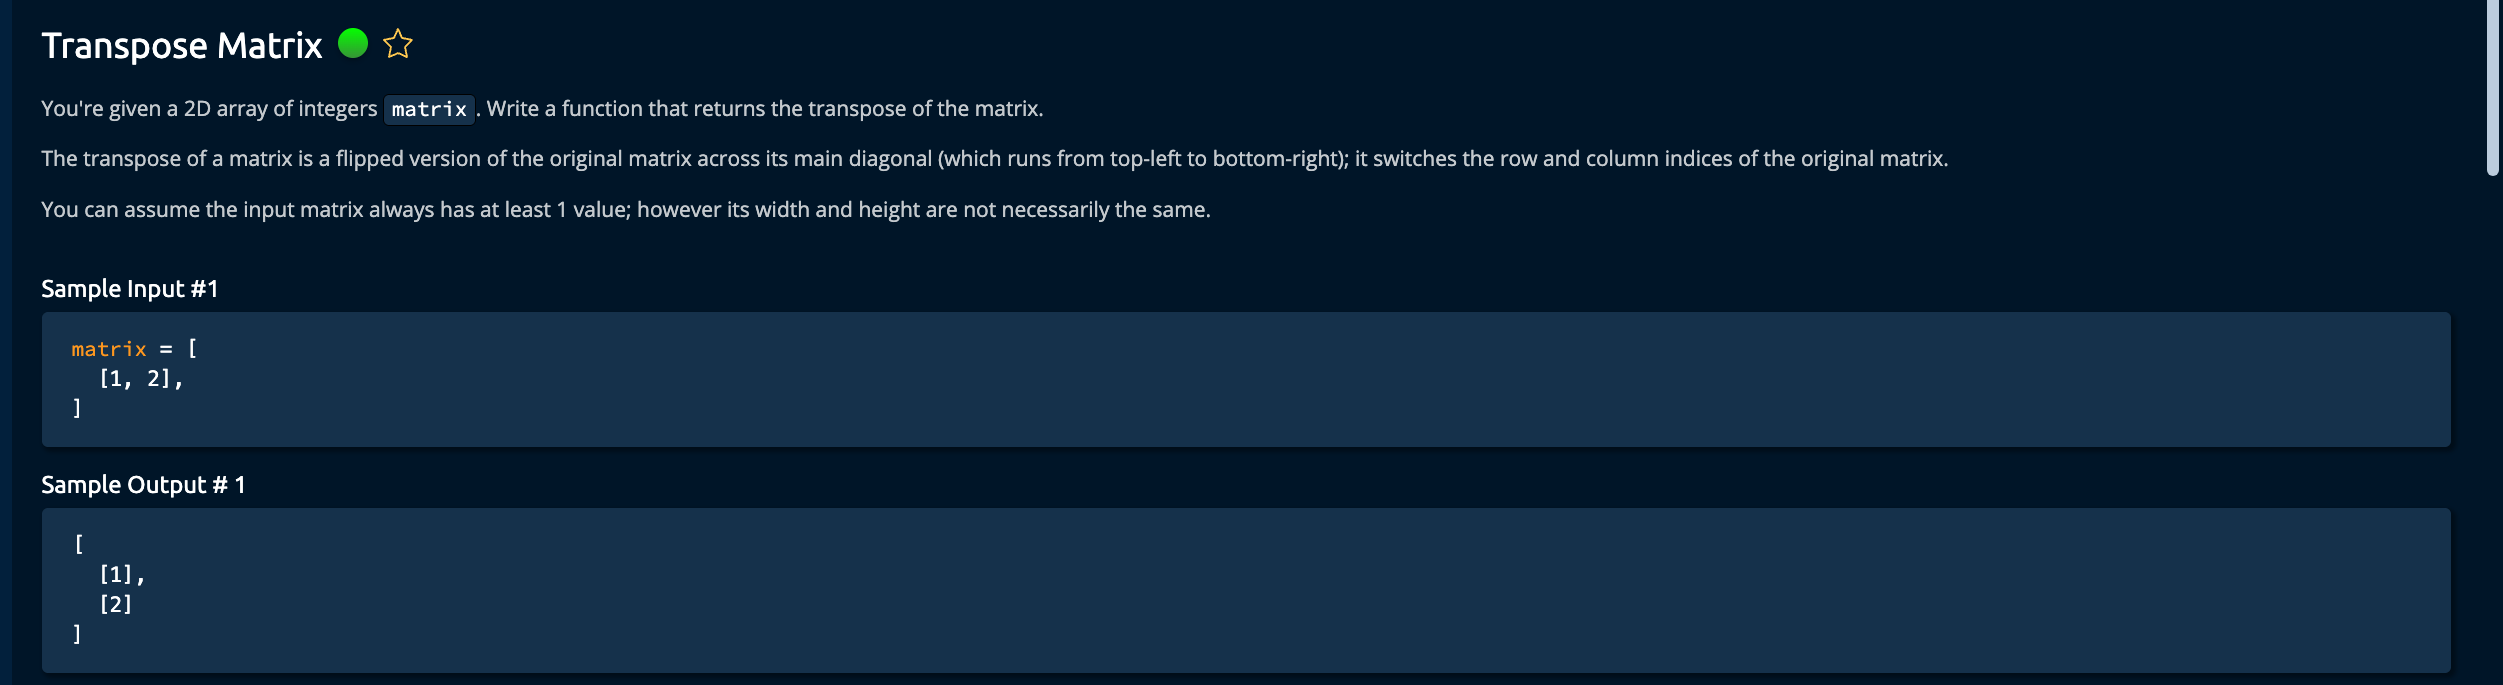 Transpose Matrix
You're given a 2D array of integers matrix. Write a function that returns the transpose of the matrix.
The transpose of a matrix is a flipped version of the original matrix across its main diagonal (which runs from top-left to bottom-right); it switches the row and column indices of the original matrix.
You can assume the input matrix always has at least 1 value; however its width and height are not necessarily the same.
Sample Input #1
matrix = [
  [1, 2],
]
Sample Output # 1
[
  [1],
  [2]
]